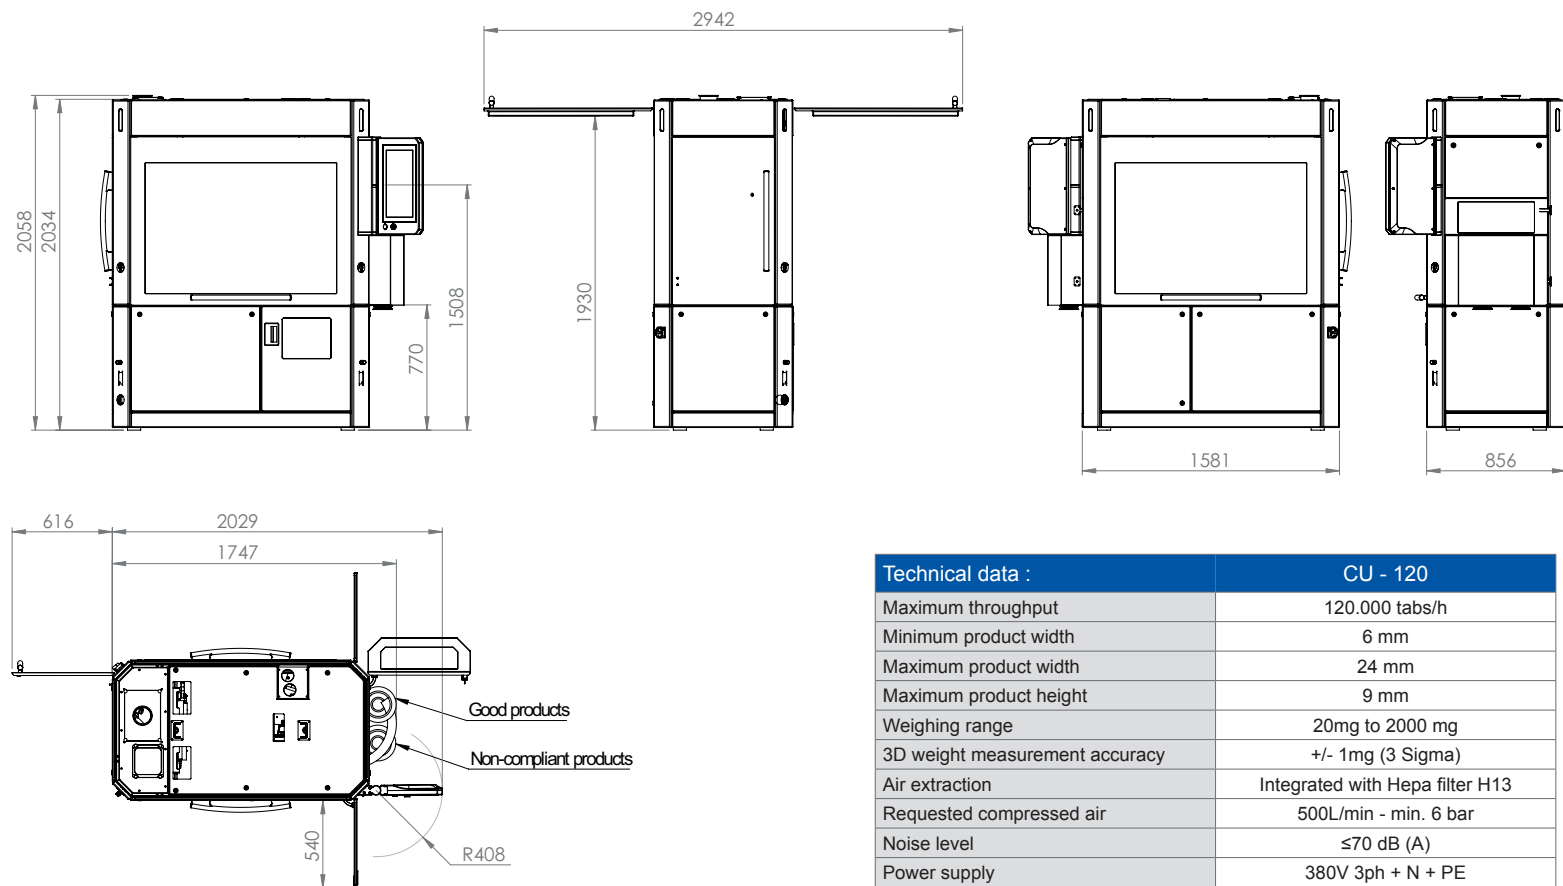 2942
2058
2034
1508
770
1930
1581
856
616
2029
1747
Good products
Non-compliant products
540
R408
Technical data : CU - 120
Maximum throughput 120.000 tabs/h
Minimum product width 6 mm
Maximum product width 24 mm
Maximum product height 9 mm
Weighing range 20mg to 2000 mg
3D weight measurement accuracy +/- 1mg (3 Sigma)
Air extraction Integrated with Hepa filter H13
Requested compressed air 500L/min - min. 6 bar
Noise level ≤70 dB (A)
Power supply 380V 3ph + N + PE